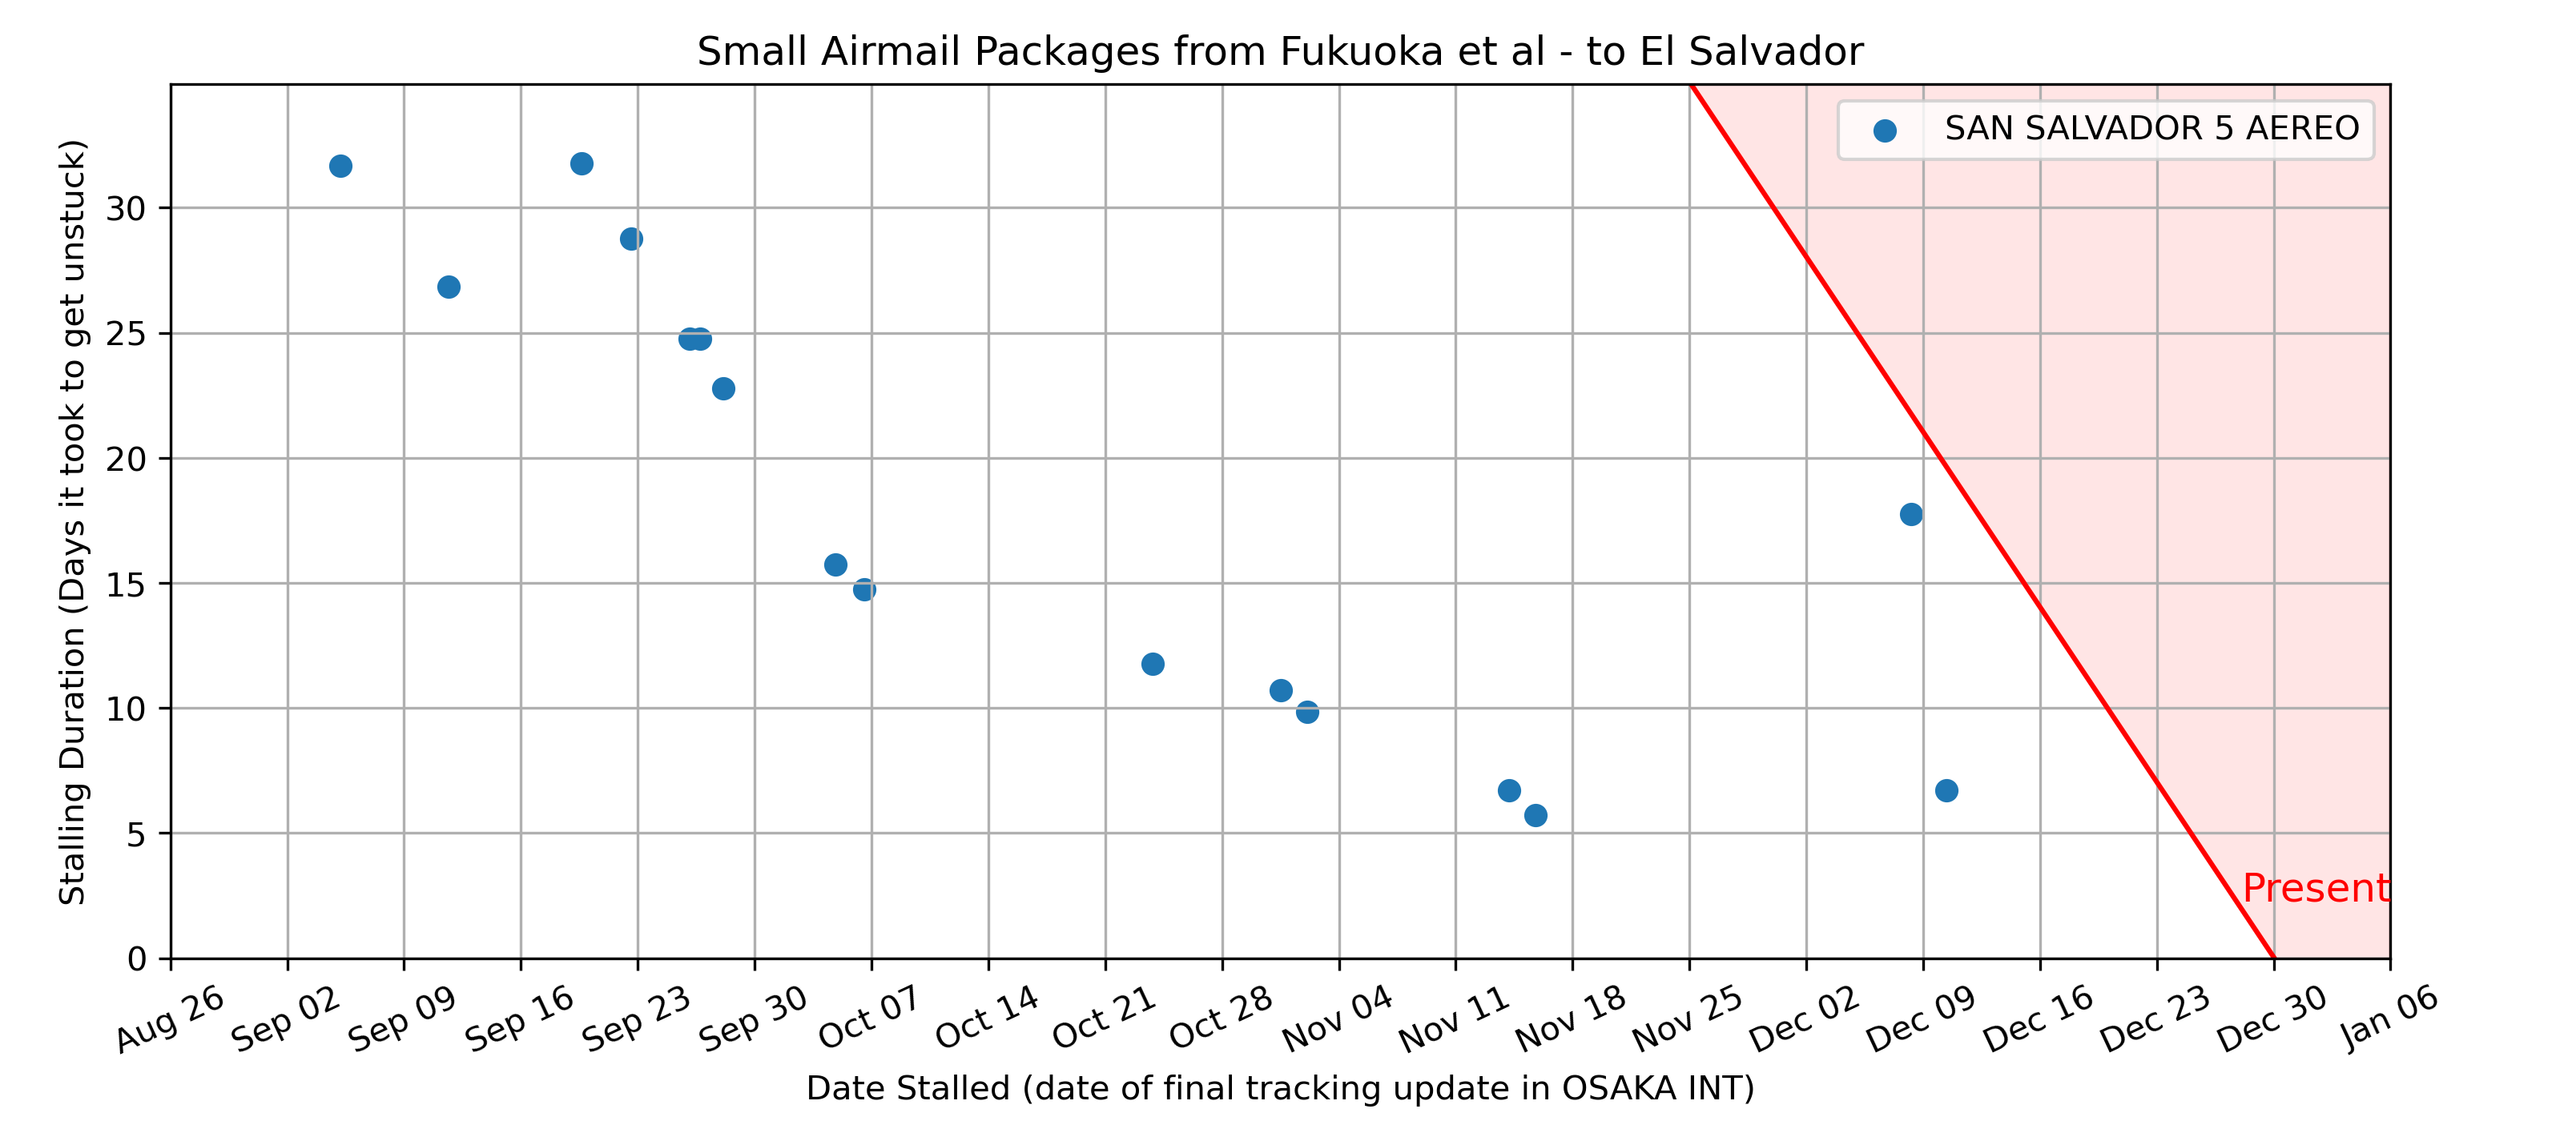 Small Airmail Packages from Fukuoka et al - to El Salvador
SAN SALVADOR 5 AEREO
Stalling Duration (Days it took to get unstuck)
30
25
20
15
10
5
0
Present
Aug 26
Sep 02
Sep 09
Sep 16
Sep 23
Sep 30
Oct 07
Oct 14
Oct 21
Oct 28
Nov 04
Nov 11
Nov 18
Nov 25
Dec 02
Dec 09
Dec 16
Dec 23
Dec 30
Jan 06
Date Stalled (date of final tracking update in OSAKA INT)